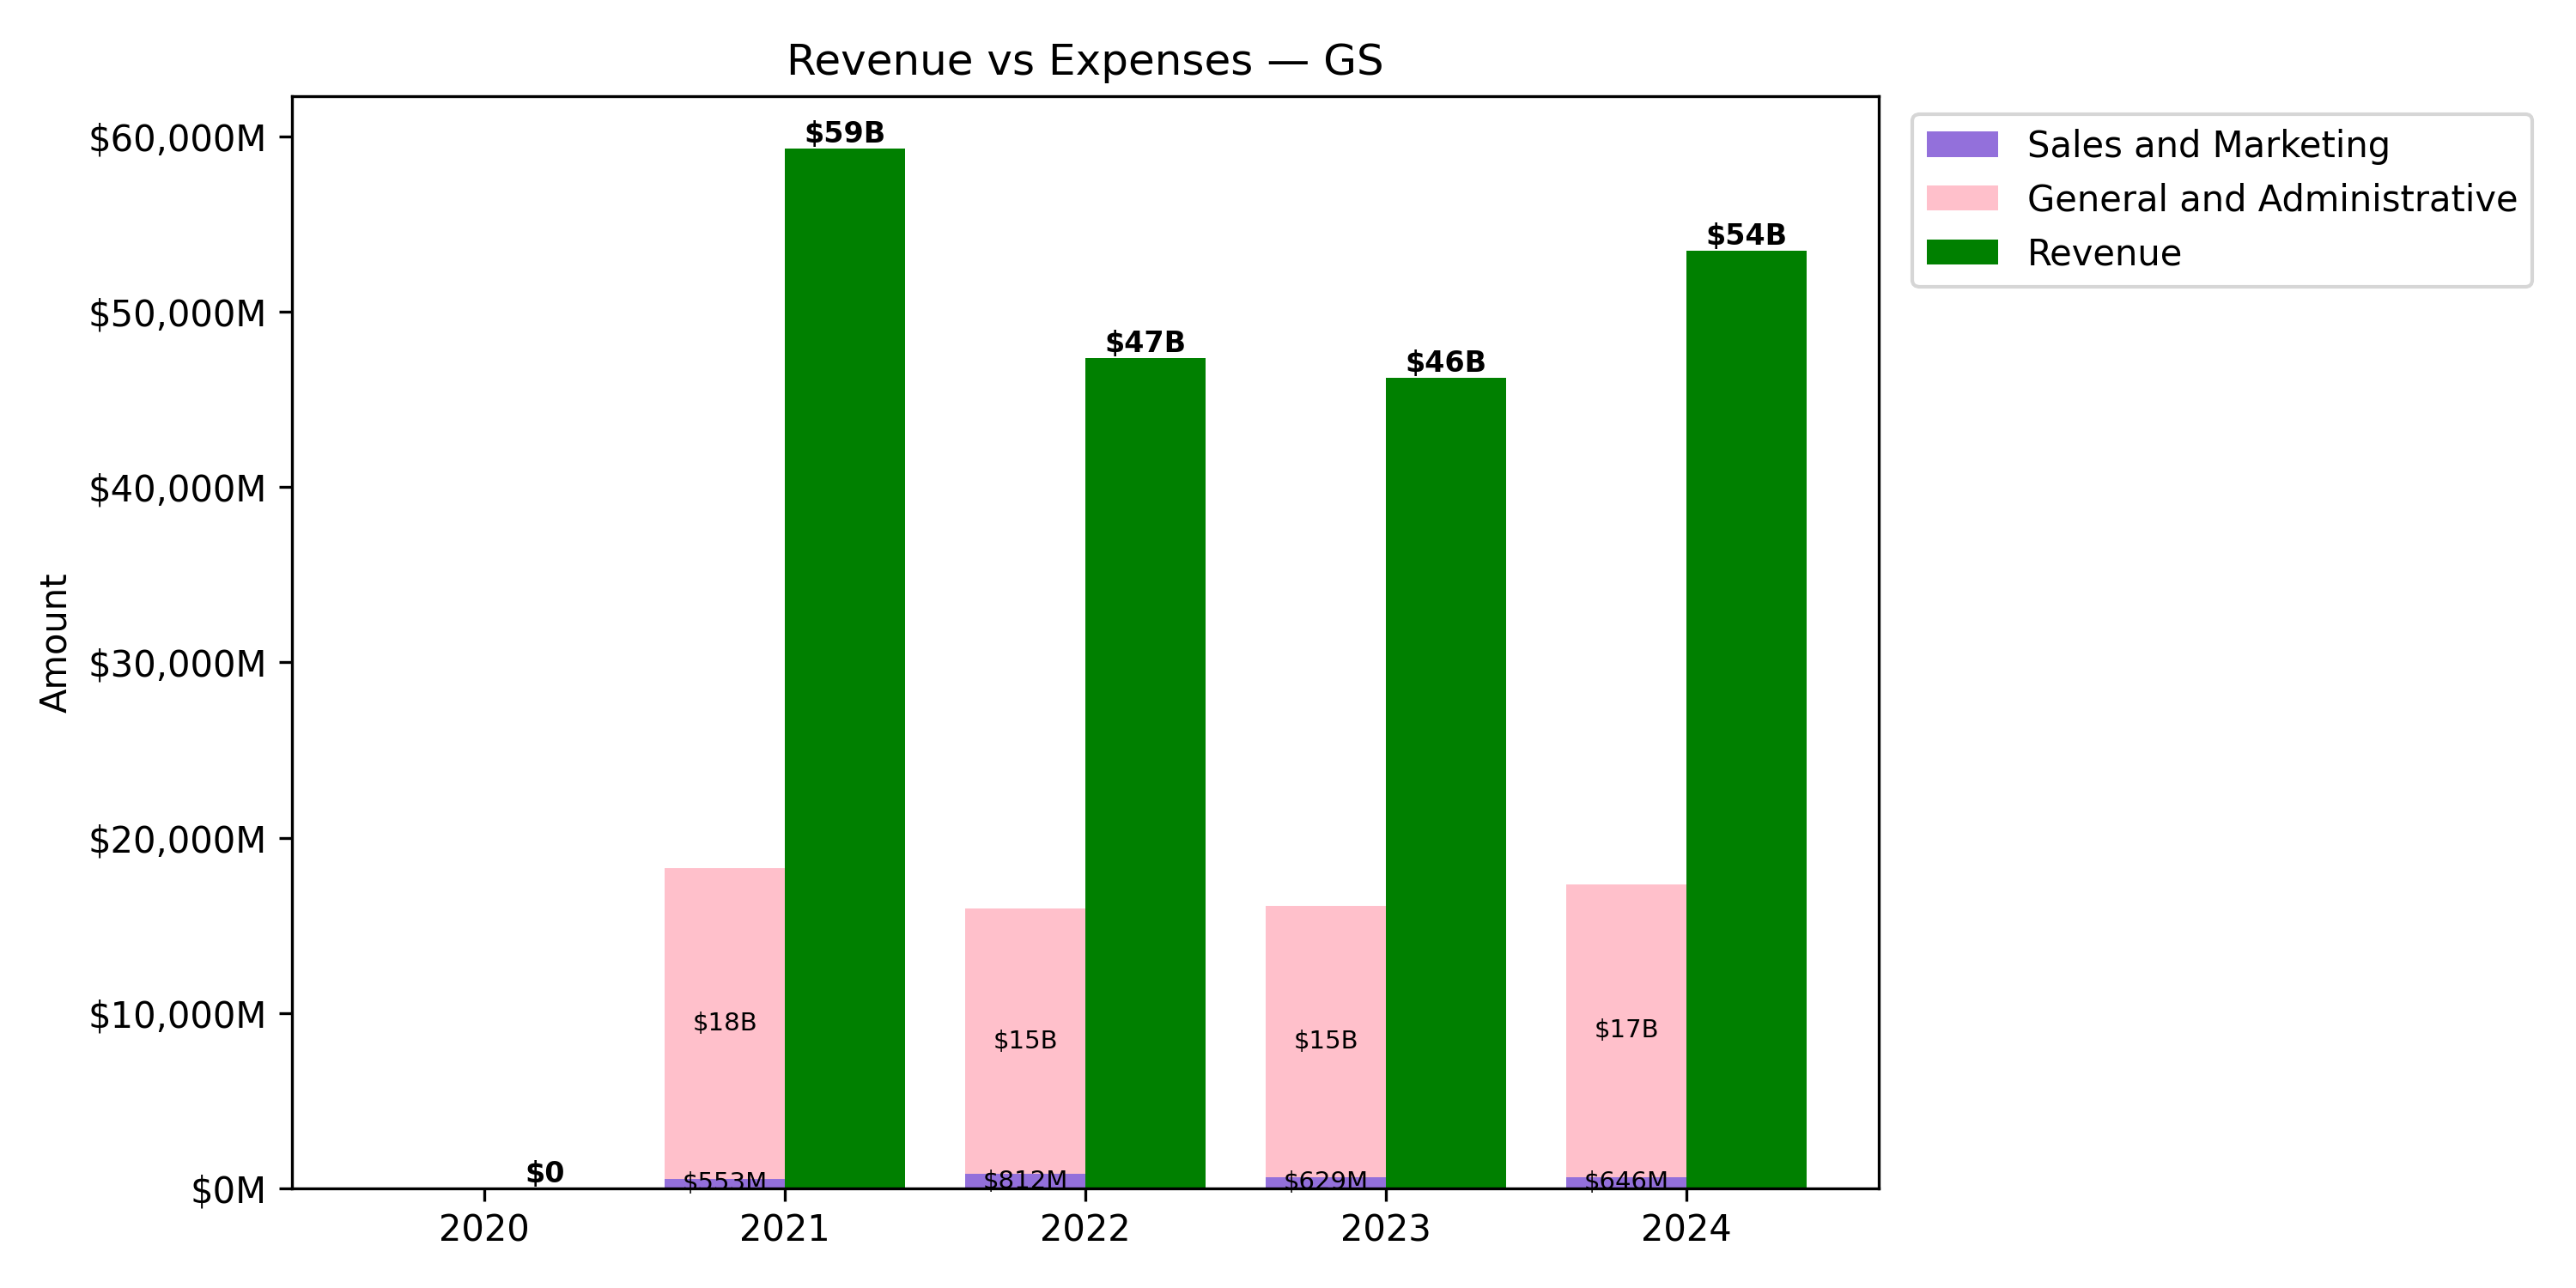 Revenue vs Expenses — GS
Sales and Marketing
General and Administrative
Revenue
Amount
$60,000M
$50,000M
$40,000M
$30,000M
$20,000M
$10,000M
$0M
$0
$59B
$18B
$553M
$47B
$15B
$812M
$46B
$15B
$629M
$54B
$17B
$646M
2020
2021
2022
2023
2024